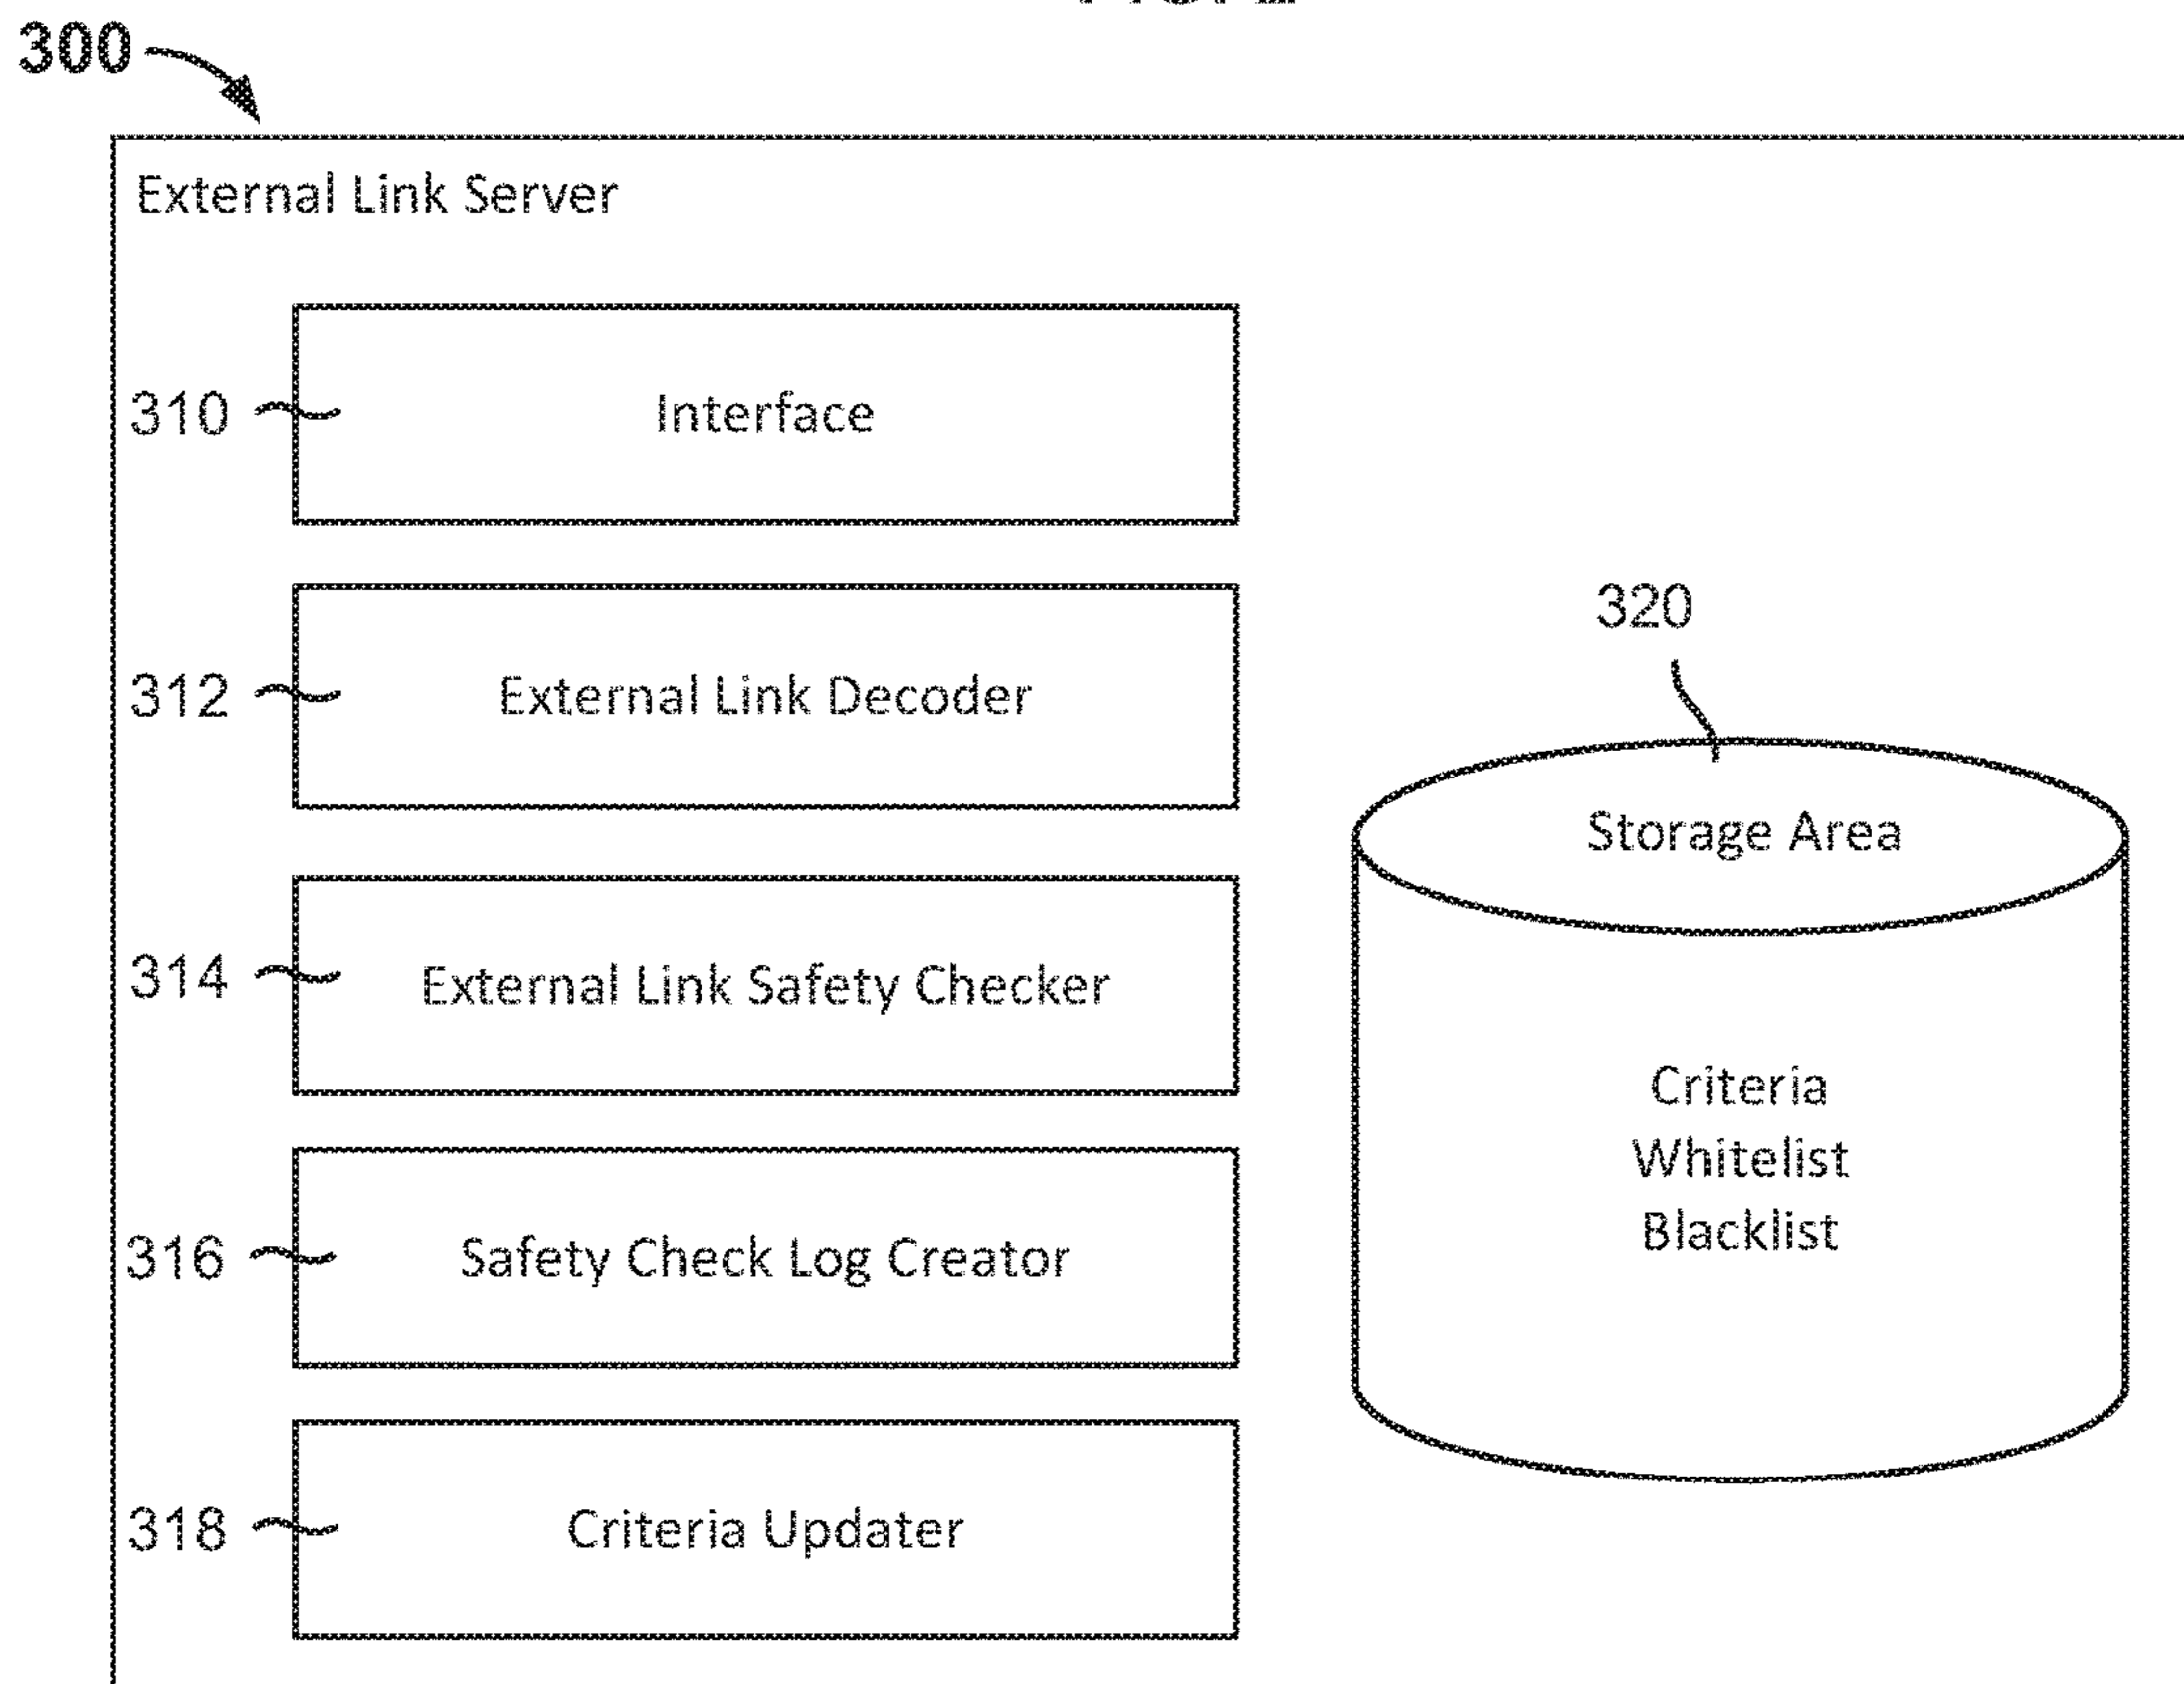 300
External Link Server
310 Interface
312 External Link Decoder
320
Storage Area
314 External Link Safety Checker
Criteria
Whitelist
Blacklist
316 Safety Check Log Creator
318 Criteria Updater